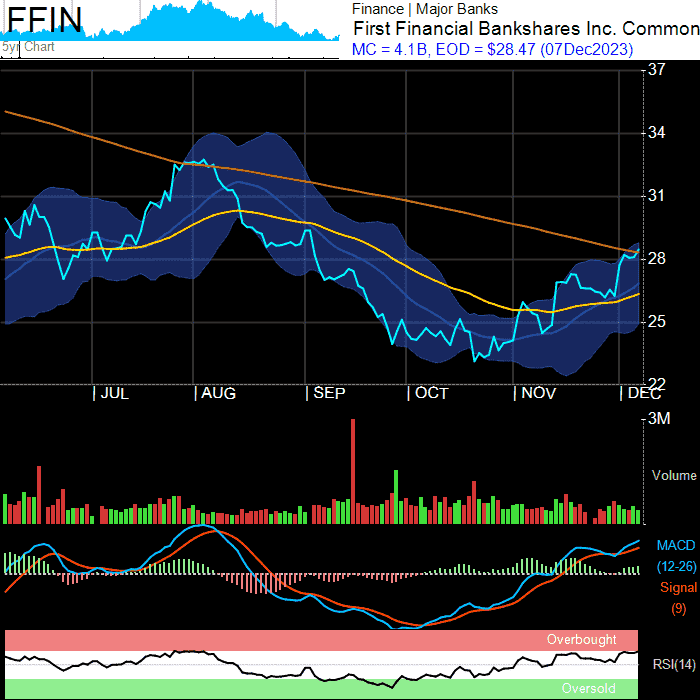 FFIN
5yr Chart
Finance | Major Banks
First Financial Bankshares Inc. Common
MC = 4.1B, EOD = $28.47 (07Dec2023)
37
34
31
28
25
22
| JUL | AUG | SEP | OCT | NOV | DEC
3M
Volume
MACD
(12-26)
Signal
(9)
Overbought
RSI(14)
Oversold